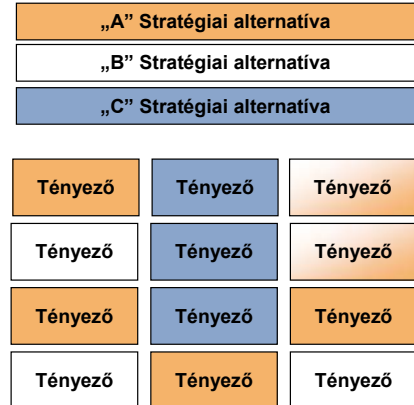 „A” Stratégiai alternatíva
„B” Stratégiai alternatíva
„C” Stratégiai alternatíva
Tényező Tényező Tényező
Tényező Tényező Tényező
Tényező Tényező Tényező
Tényező Tényező Tényező